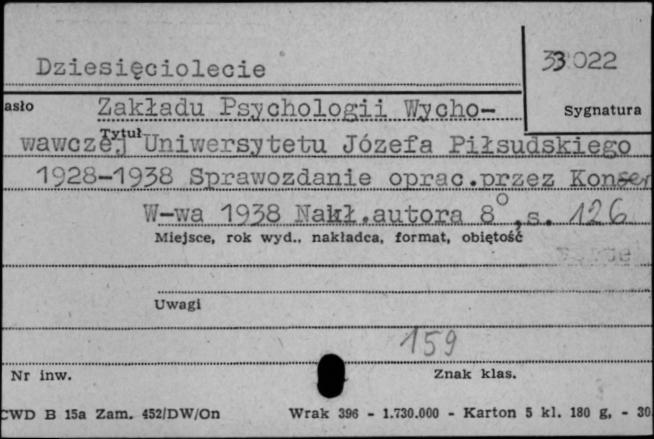 Dziesięciolecie
33022
asło
Zakładu Psychologii Wycho-
Sygnatura
Tytuł
wawczej Uniwersytetu Józefa Piłsudskiego
1928-1938 Sprawozdanie oprac.przez Konser
W-wa 1938 Nakł.autora 8°,s. 126
Miejsce, rok wyd., nakładca, format, objętość
Uwagi
159
Nr inw.
Znak klas.
CWD B 15a Zam. 452/DW/On Wrak 396 - 1.730.000 - Karton 5 kl. 180 g, - 30